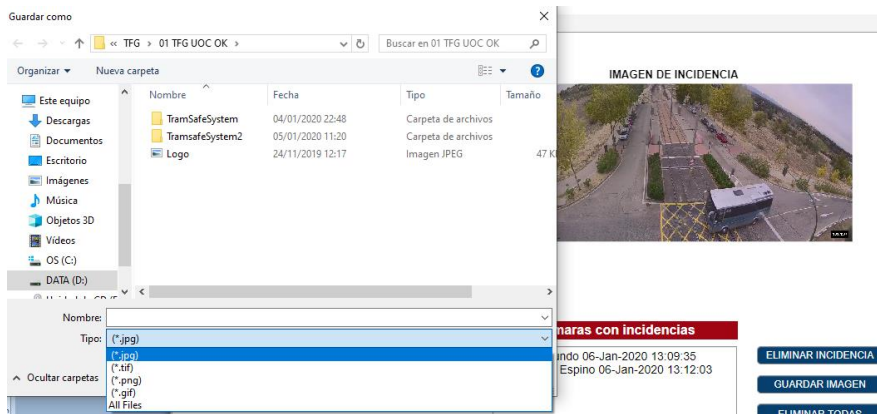 Guardar como
« TFG > 01 TFG UOC OK >
Buscar en 01 TFG UOC OK
Organizar
Nueva carpeta
Este equipo
Descargas
Documentos
Escritorio
Imágenes
Música
Objetos 3D
Vídeos
OS (C:)
DATA (D:)
Nombre Fecha Tipo Tamaño
TramSafeSystem 04/01/2020 22:48 Carpeta de archivos
TramsafeSystem2 05/01/2020 11:20 Carpeta de archivos
Logo 24/11/2019 12:17 Imagen JPEG 47 K
Nombre:
Tipo: (*.jpg)
(*.jpg)
(*.tif)
(*.png)
(*.gif)
All Files
Ocultar carpetas
IMAGEN DE INCIDENCIA
maras con incidencias
ndo 06-Jan-2020 13:09:35
Espino 06-Jan-2020 13:12:03
ELIMINAR INCIDENCIA
GUARDAR IMAGEN
ELIMINAR TODAS